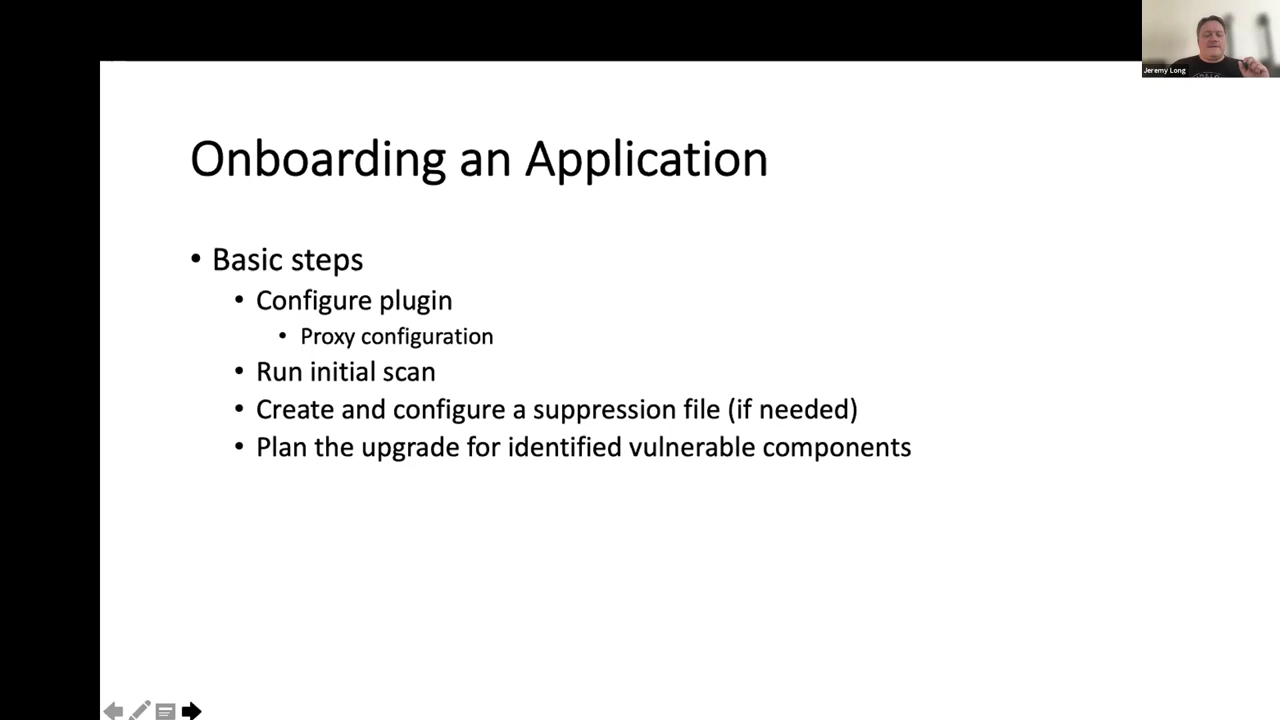 Jeremy Long
Onboarding an Application
• Basic steps
• Configure plugin
• Proxy configuration
• Run initial scan
• Create and configure a suppression file (if needed)
• Plan the upgrade for identified vulnerable components